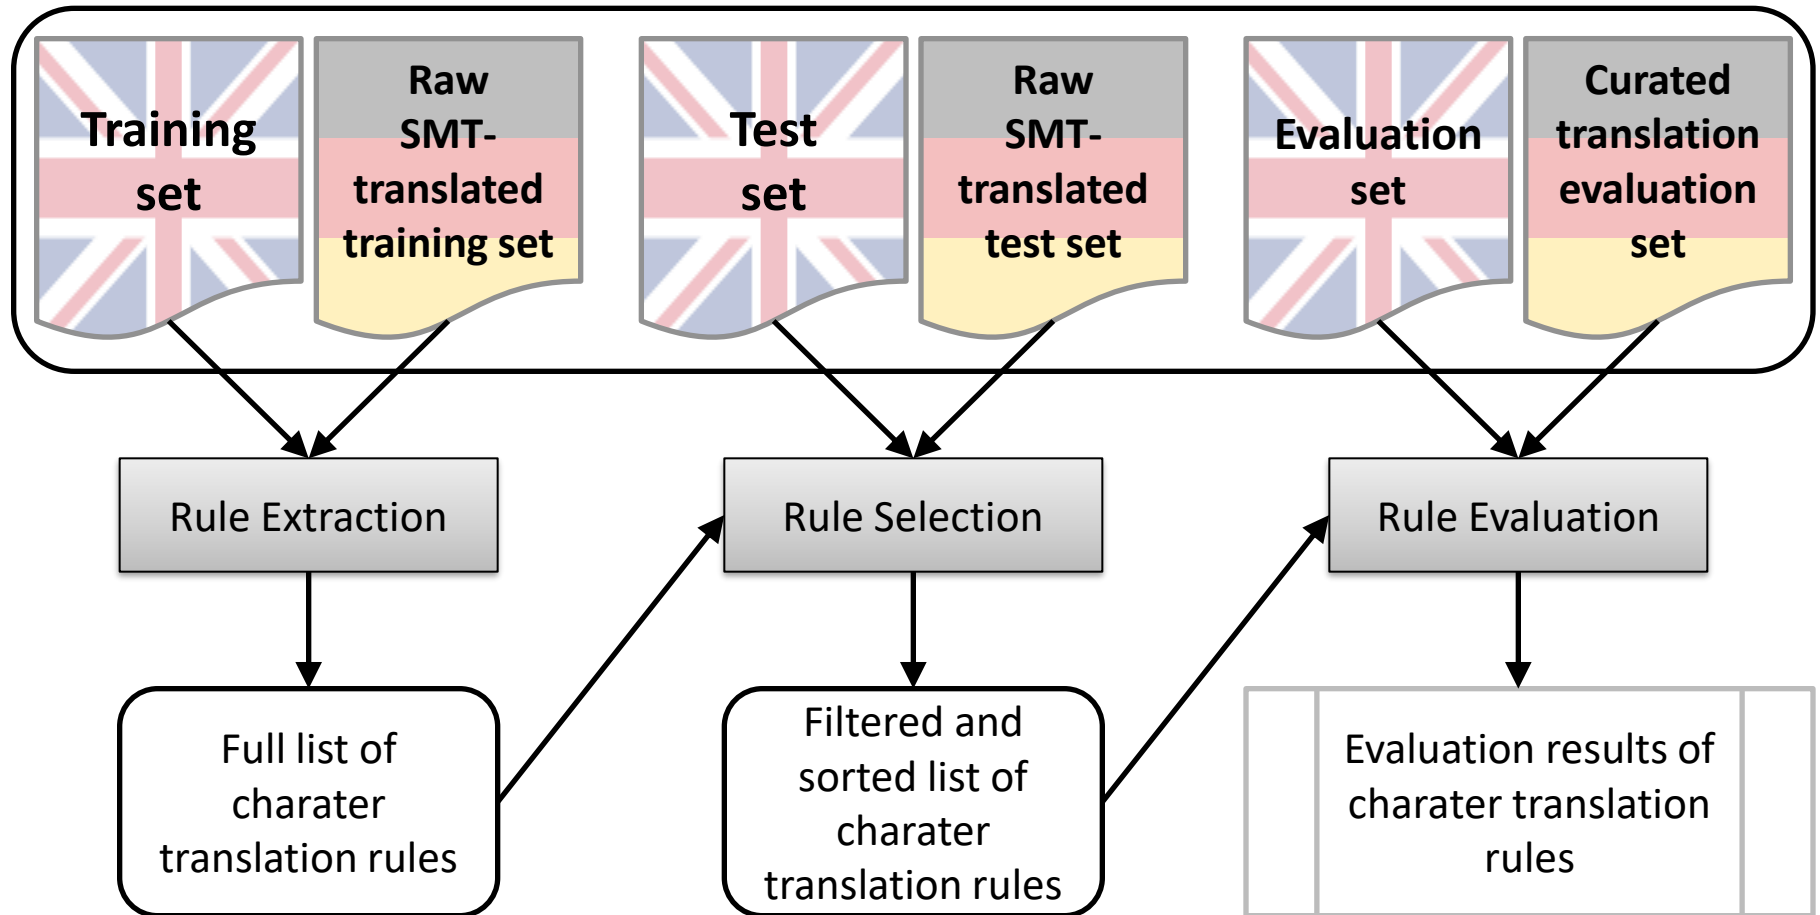 Training
set
Raw
SMT-
translated
training set
Test
set
Raw
SMT-
translated
test set
Evaluation
set
Curated
translation
evaluation
set
Rule Extraction
Rule Selection
Rule Evaluation
Full list of
charater
translation rules
Filtered and
sorted list of
charater
translation rules
Evaluation results of
charater translation
rules